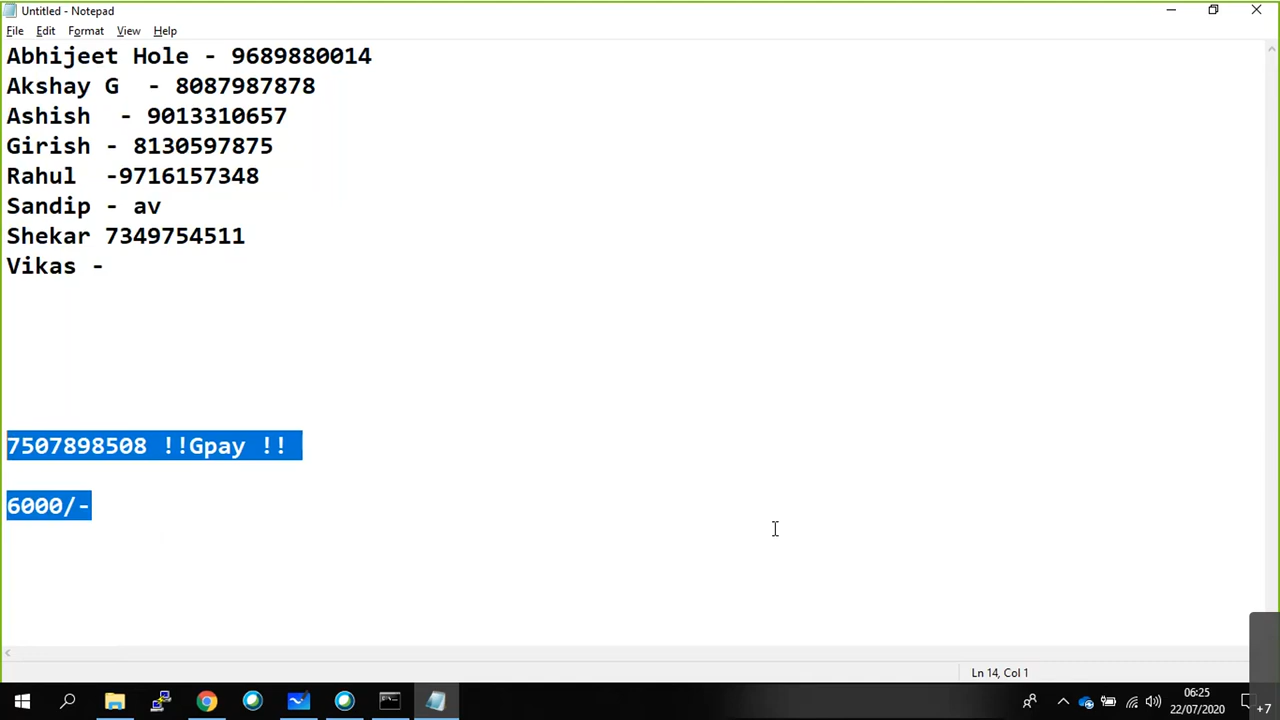 Untitled - Notepad
File Edit Format View Help
Abhijeet Hole - 9689880014
Akshay G  - 8087987878
Ashish  - 9013310657
Girish - 8130597875
Rahul  -9716157348
Sandip - av
Shekar 7349754511
Vikas -
7507898508 !!Gpay !!
6000/-
Ln 14, Col 1
06:25
22/07/2020
+7